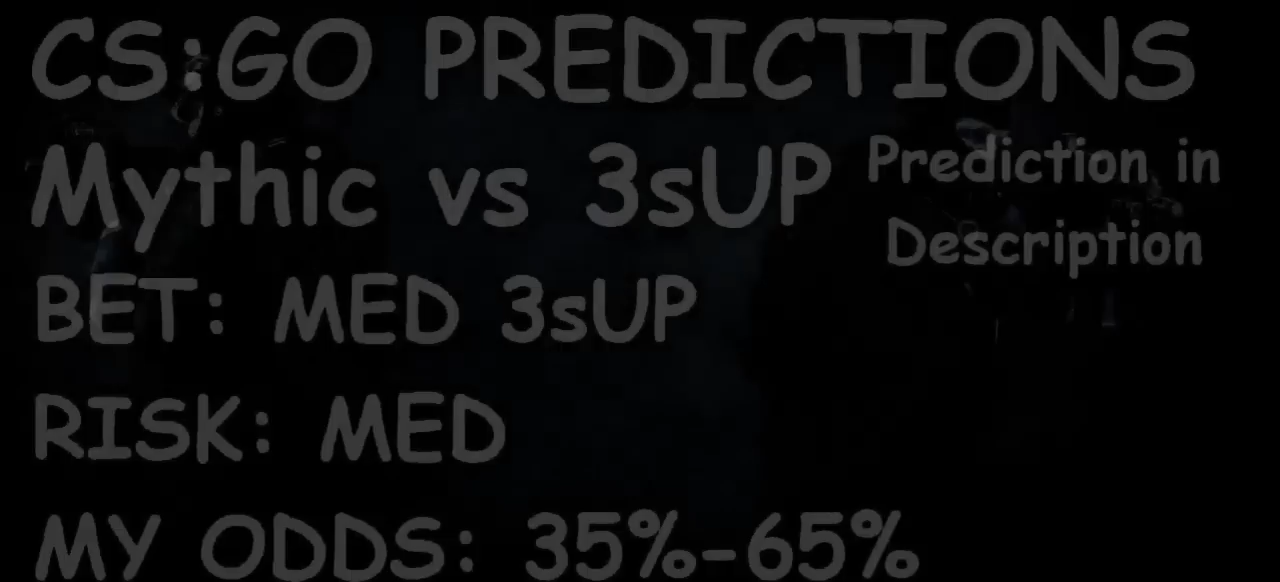 CS:GO PREDICTIONS
Mythic vs 3sUP
Prediction in
Description
BET: MED 3sUP
RISK: MED
MY ODDS: 35%-65%